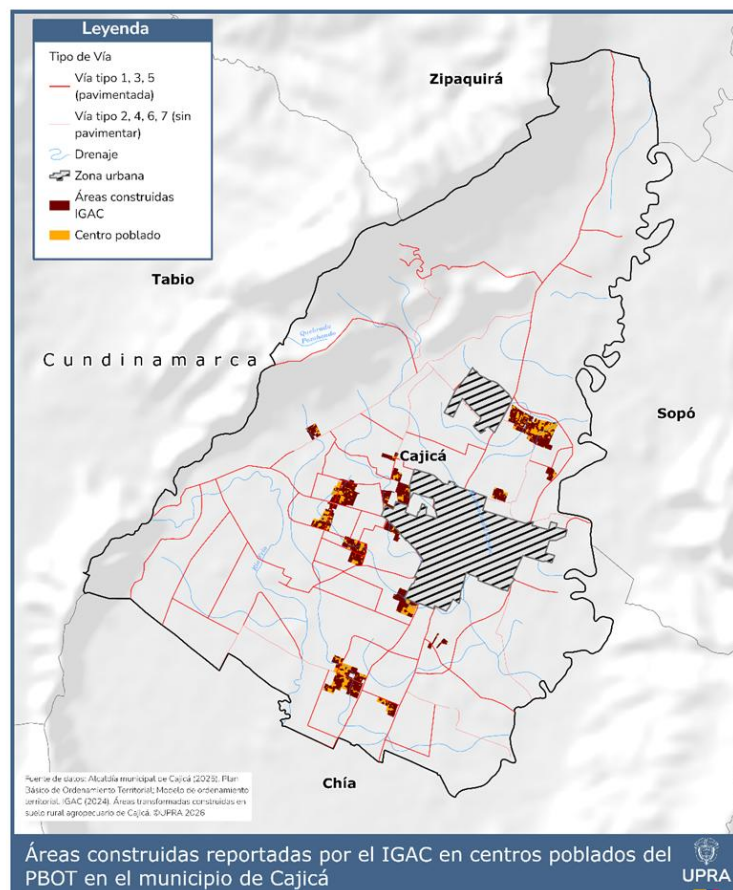 Leyenda
Tipo de Vía
Vía tipo 1, 3, 5
(pavimentada)
Vía tipo 2, 4, 6, 7 (sin
pavimentar)
Drenaje
Zona urbana
Áreas construidas
IGAC
Centro poblado
Zipaquirá
Tabio
Cundinamarca
Quebrada
Sopó
Cajicá
Chía
Fuente de datos: Alcaldía municipal de Cajicá (2025). Plan
Básico de Ordenamiento Territorial; Modelo de ordenamiento
territorial. IGAC (2024). Áreas transformadas construidas en
suelo rural agropecuario de Cajicá. ©UPRA 2026
Áreas construidas reportadas por el IGAC en centros poblados del
PBOT en el municipio de Cajicá
UPRA